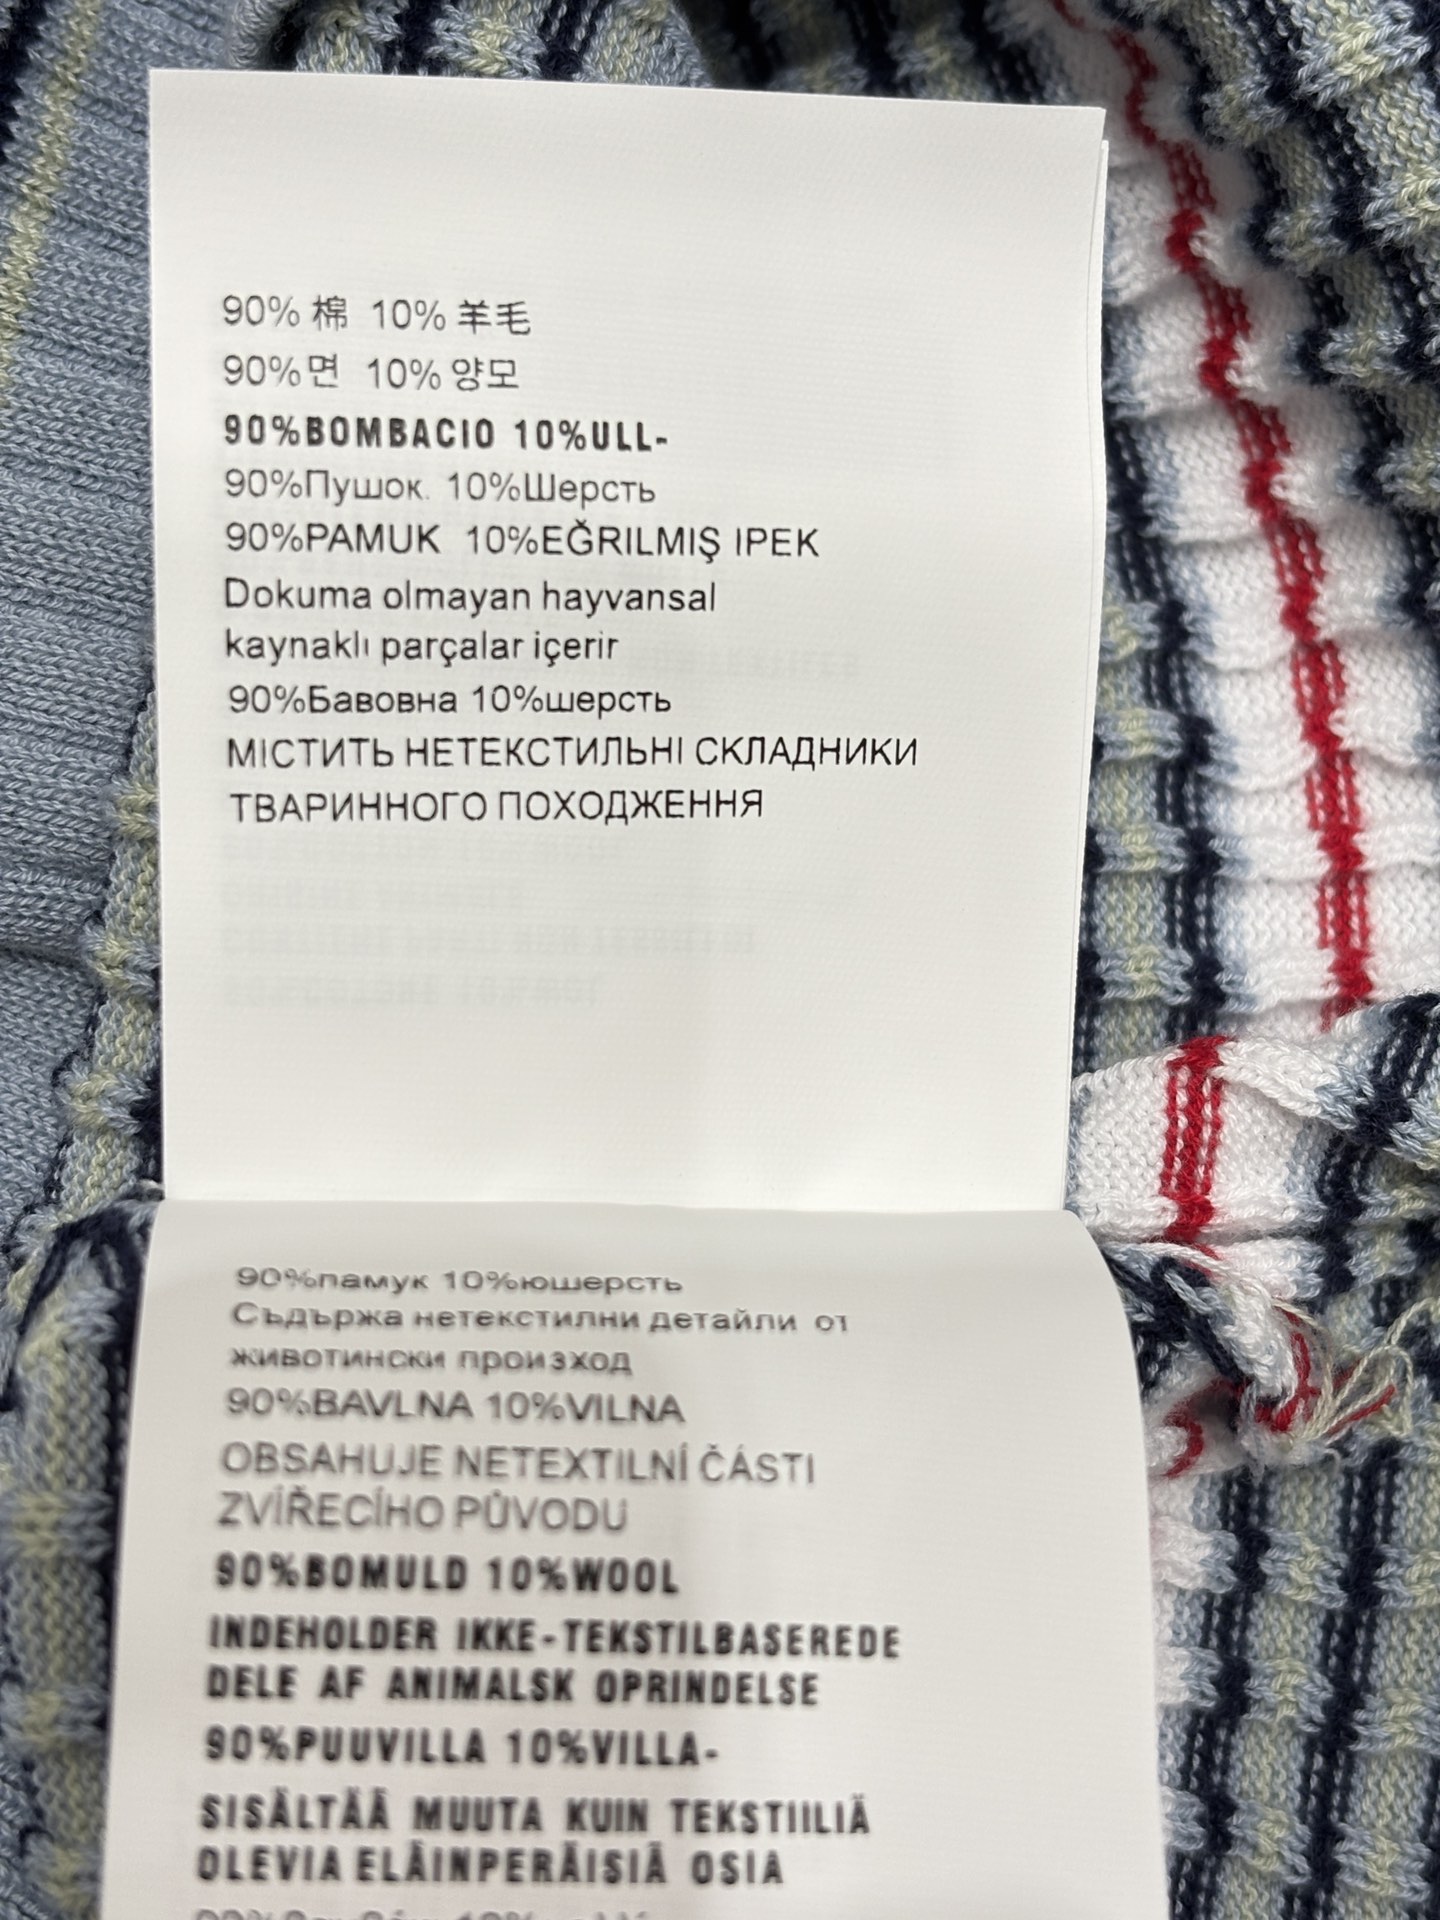 90% 棉 10% 羊毛
90%면 10% 양모
90%BOMBACIO 10%ULL-
90%Пушок. 10%Шерсть
90%PAMUK 10%EĞRILMIŞ IPEK
Dokuma olmayan hayvansal
kaynaklı parçalar içerir
90%Бавовна 10%шерсть
МІСТИТЬ НЕТЕКСТИЛЬНІ СКЛАДНИКИ
ТВАРИННОГО ПОХОДЖЕННЯ
90%памук 10%юшерсть
Съдържа нетекстилни детайли от
животински произход
90%BAVLNA 10%VILNA
OBSAHUJE NETEXTILNÍ ČÁSTI
ZVÍŘECÍHO PŮVODU
90%BOMULD 10%WOOL
INDEHOLDER IKKE-TEKSTILBASEREDE
DELE AF ANIMALSK OPRINDELSE
90%PUUVILLA 10%VILLA-
SISÄLTÄÄ MUUTA KUIN TEKSTIILIÄ
OLEVIA ELÄINPERÄISIÄ OSIA